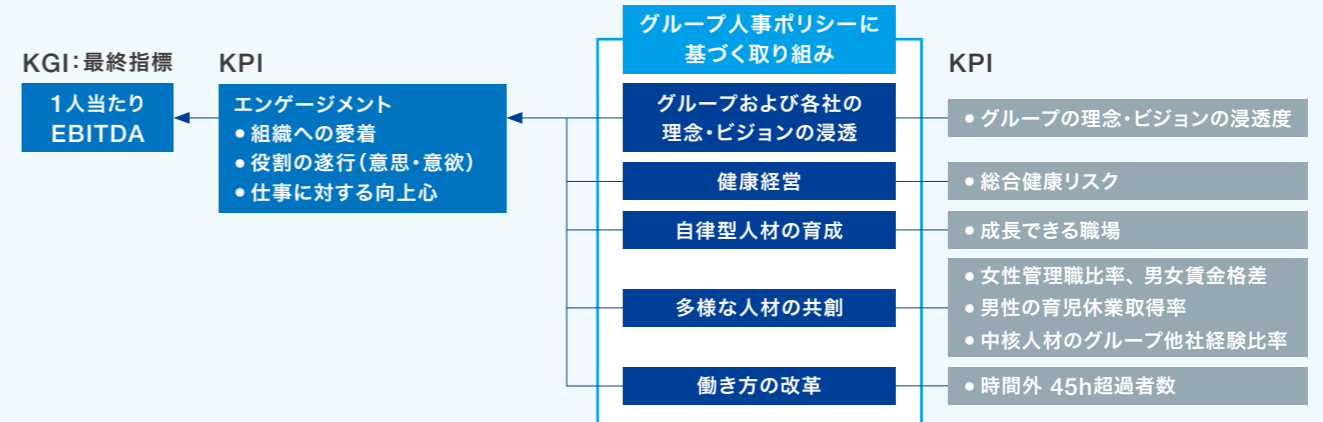 KGI：最終指標
1人当たり
EBITDA
KPI
エンゲージメント
● 組織への愛着
● 役割の遂行（意思・意欲）
● 仕事に対する向上心
グループ人事ポリシーに
基づく取り組み
グループおよび各社の
理念・ビジョンの浸透
健康経営
自律型人材の育成
多様な人材の共創
働き方の改革
KPI
● グループの理念・ビジョンの浸透度
● 総合健康リスク
● 成長できる職場
● 女性管理職比率、男女賃金格差
● 男性の育児休業取得率
● 中核人材のグループ他社経験比率
● 時間外 45h超過者数